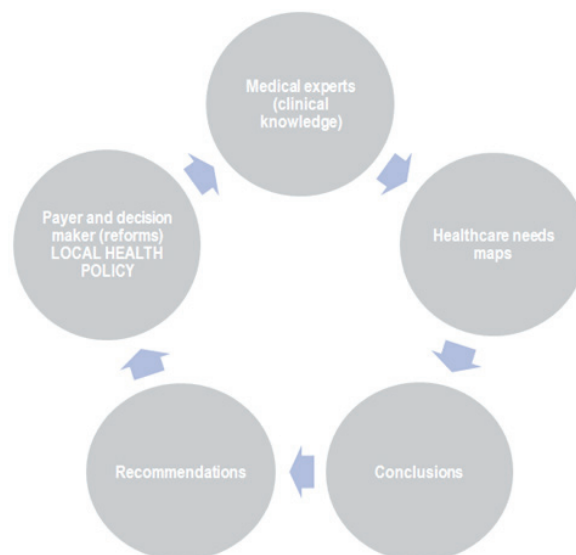 Medical experts
(clinical
knowledge)
Healthcare needs
maps
Conclusions
Recommendations
Payer and decision
maker (reforms)
LOCAL HEALTH
POLICY